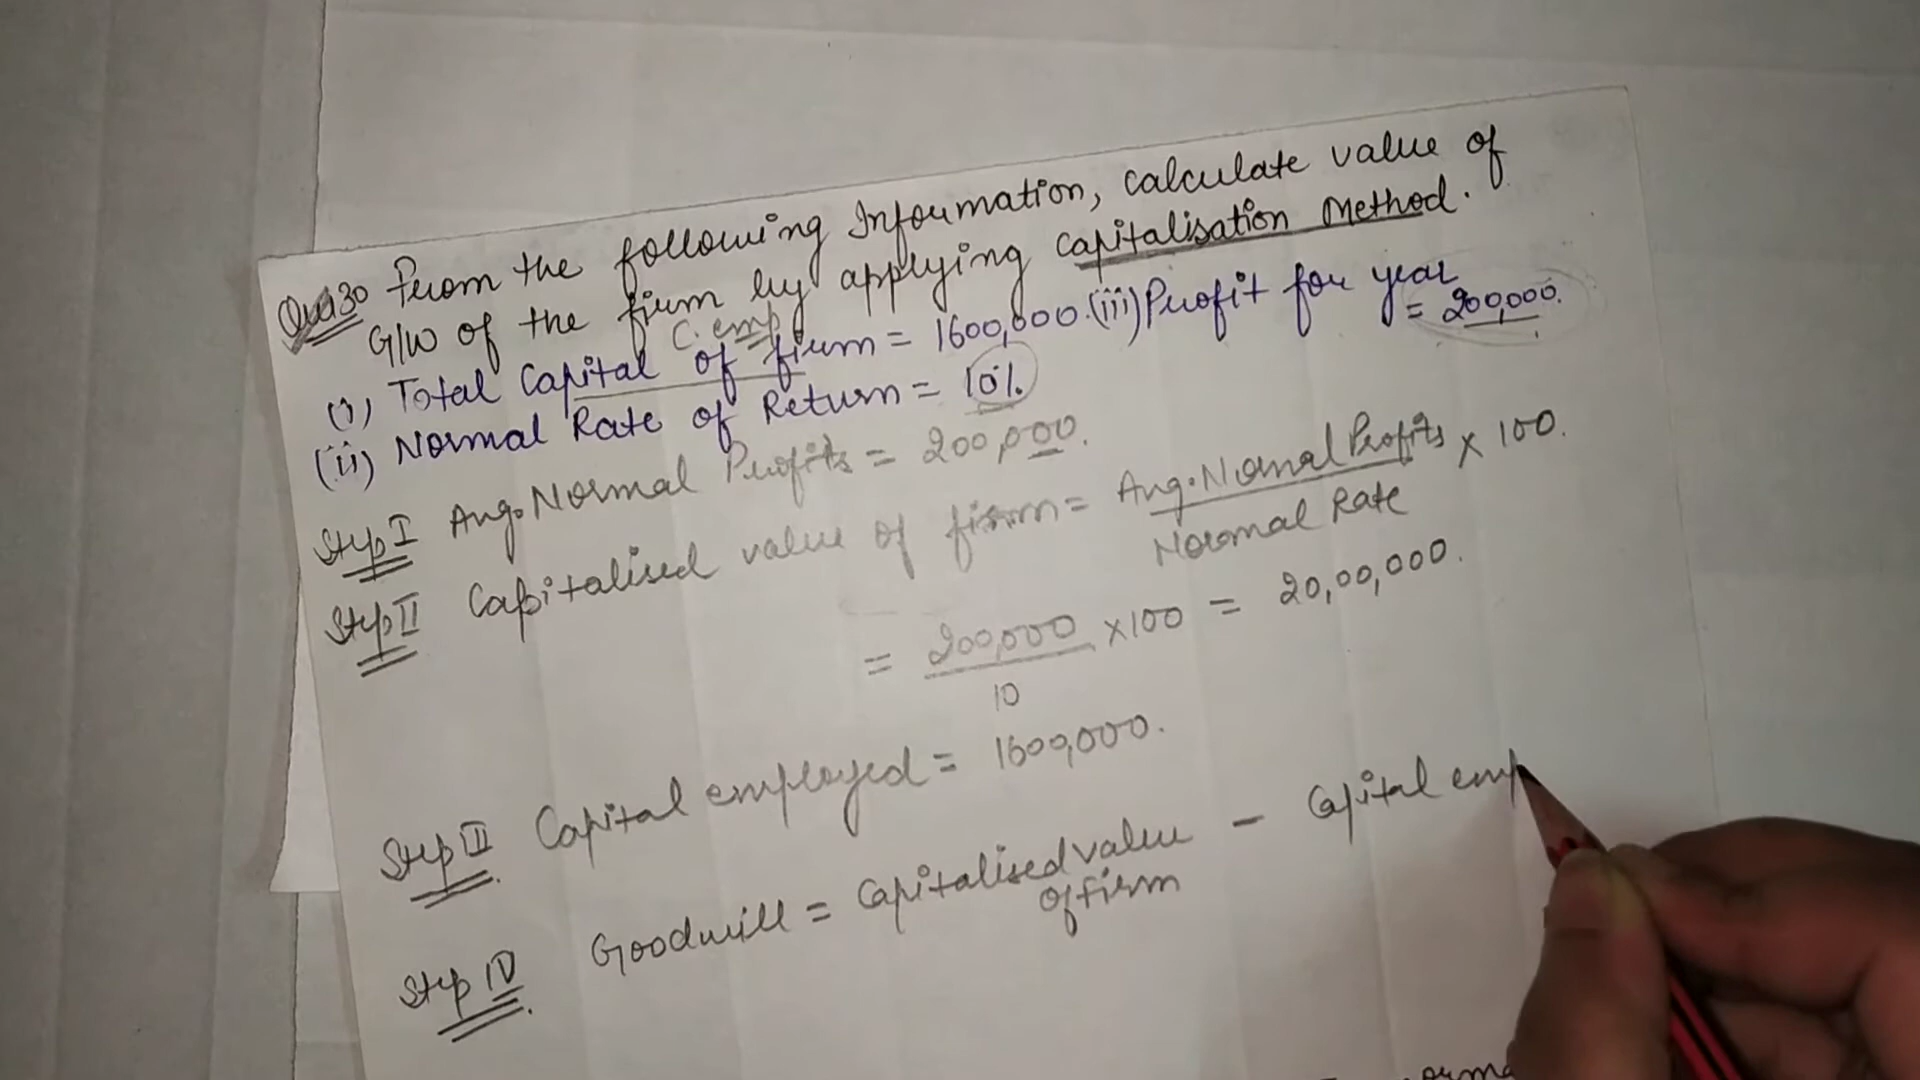 Ques 30 From the following Information, calculate value of
G/W of the firm by applying capitalisation Method.
C. emp
(i), Total Capital of firm = 1600,000. (iii) Profit for year
= 200,000.
(ii) Normal Rate of Return = 10%.
Step I Avg. Normal Profits = 200,000.
Step II Capitalised value of firm = Avg. Normal Profits × 100.
Normal Rate
= 200,000 ×100 = 20,00,000.
10
Step III Capital employed = 1600,000.
Step IV Goodwill = Capitalised value – Capital emp
of firm